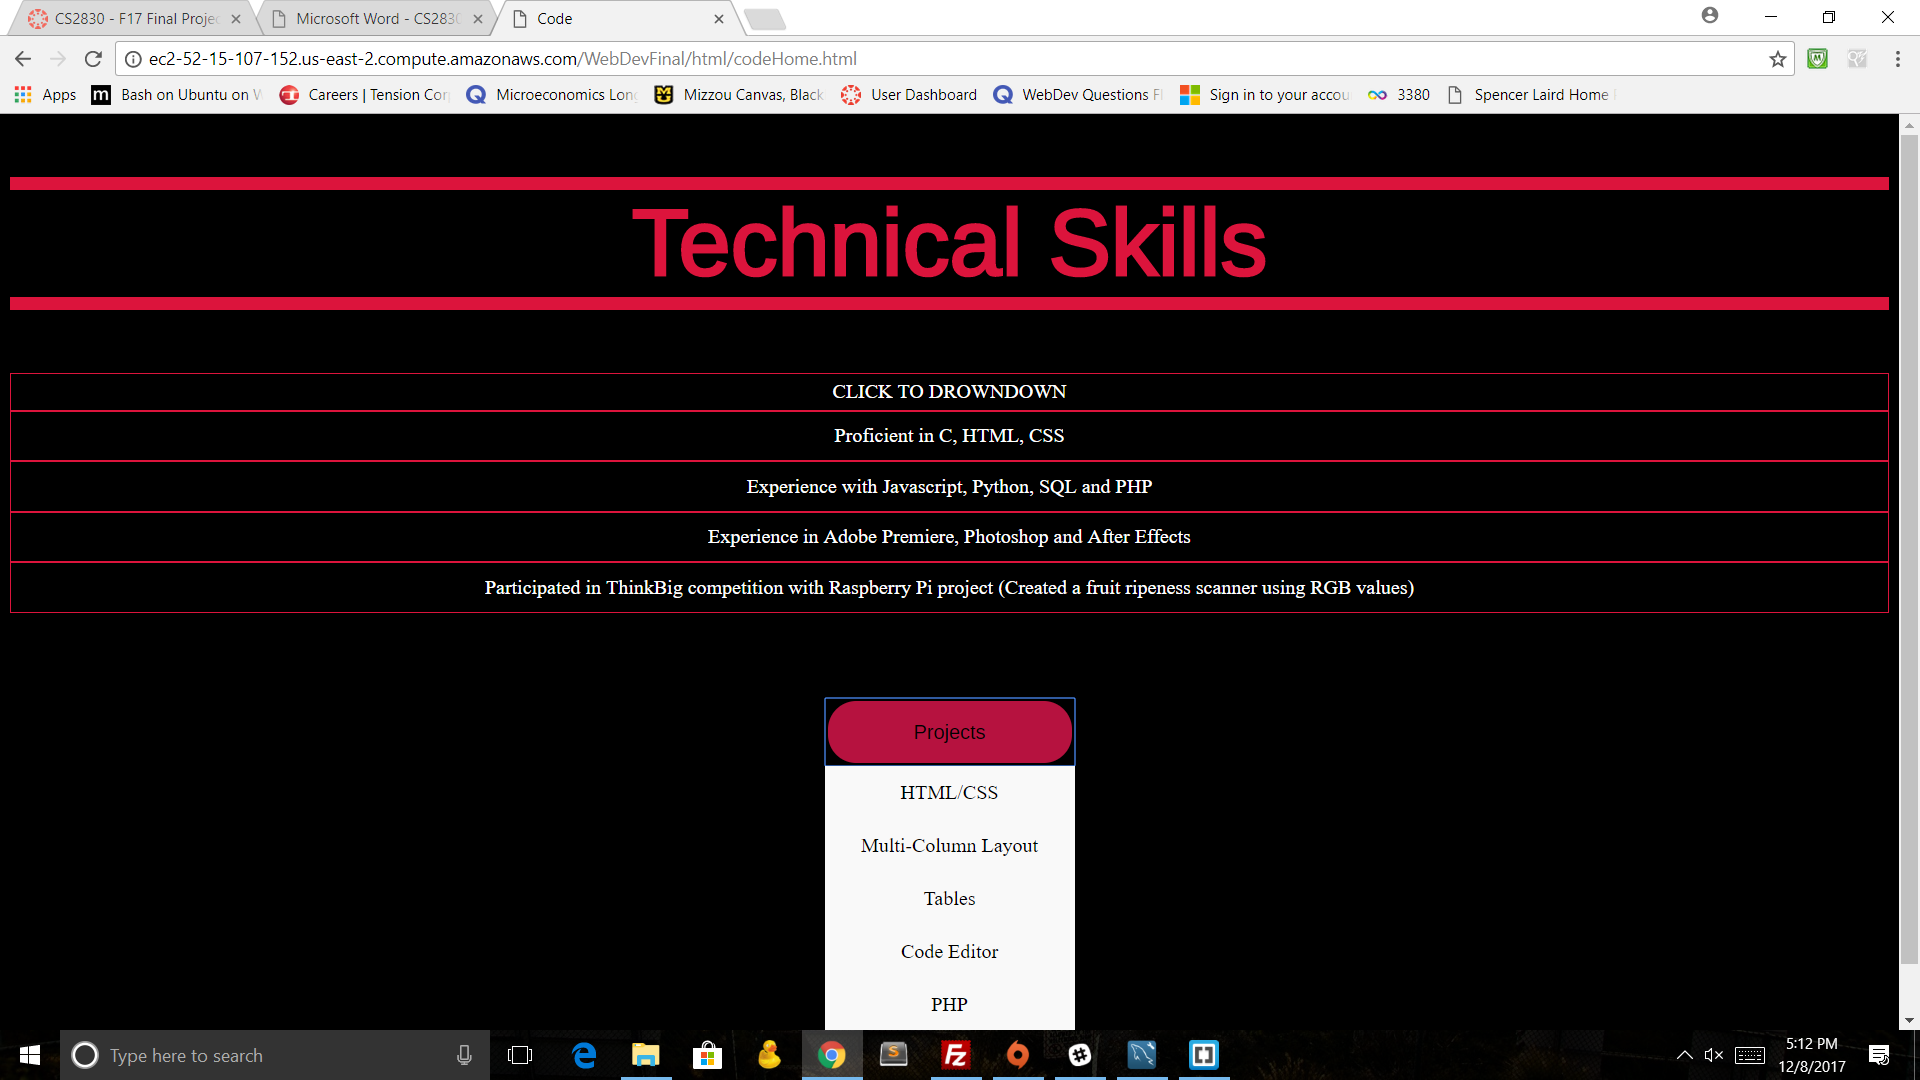 CS2830 - F17 Final Projec
Microsoft Word - CS2830
Code
ec2-52-15-107-152.us-east-2.compute.amazonaws.com/WebDevFinal/html/codeHome.html
Apps
Bash on Ubuntu on W
Careers | Tension Cor
Microeconomics Long
Mizzou Canvas, Black
User Dashboard
WebDev Questions Fl
Sign in to your accou
3380
Spencer Laird Home
Technical Skills
CLICK TO DROWNDOWN
Proficient in C, HTML, CSS
Experience with Javascript, Python, SQL and PHP
Experience in Adobe Premiere, Photoshop and After Effects
Participated in ThinkBig competition with Raspberry Pi project (Created a fruit ripeness scanner using RGB values)
Projects
HTML/CSS
Multi-Column Layout
Tables
Code Editor
PHP
Type here to search
5:12 PM
12/8/2017